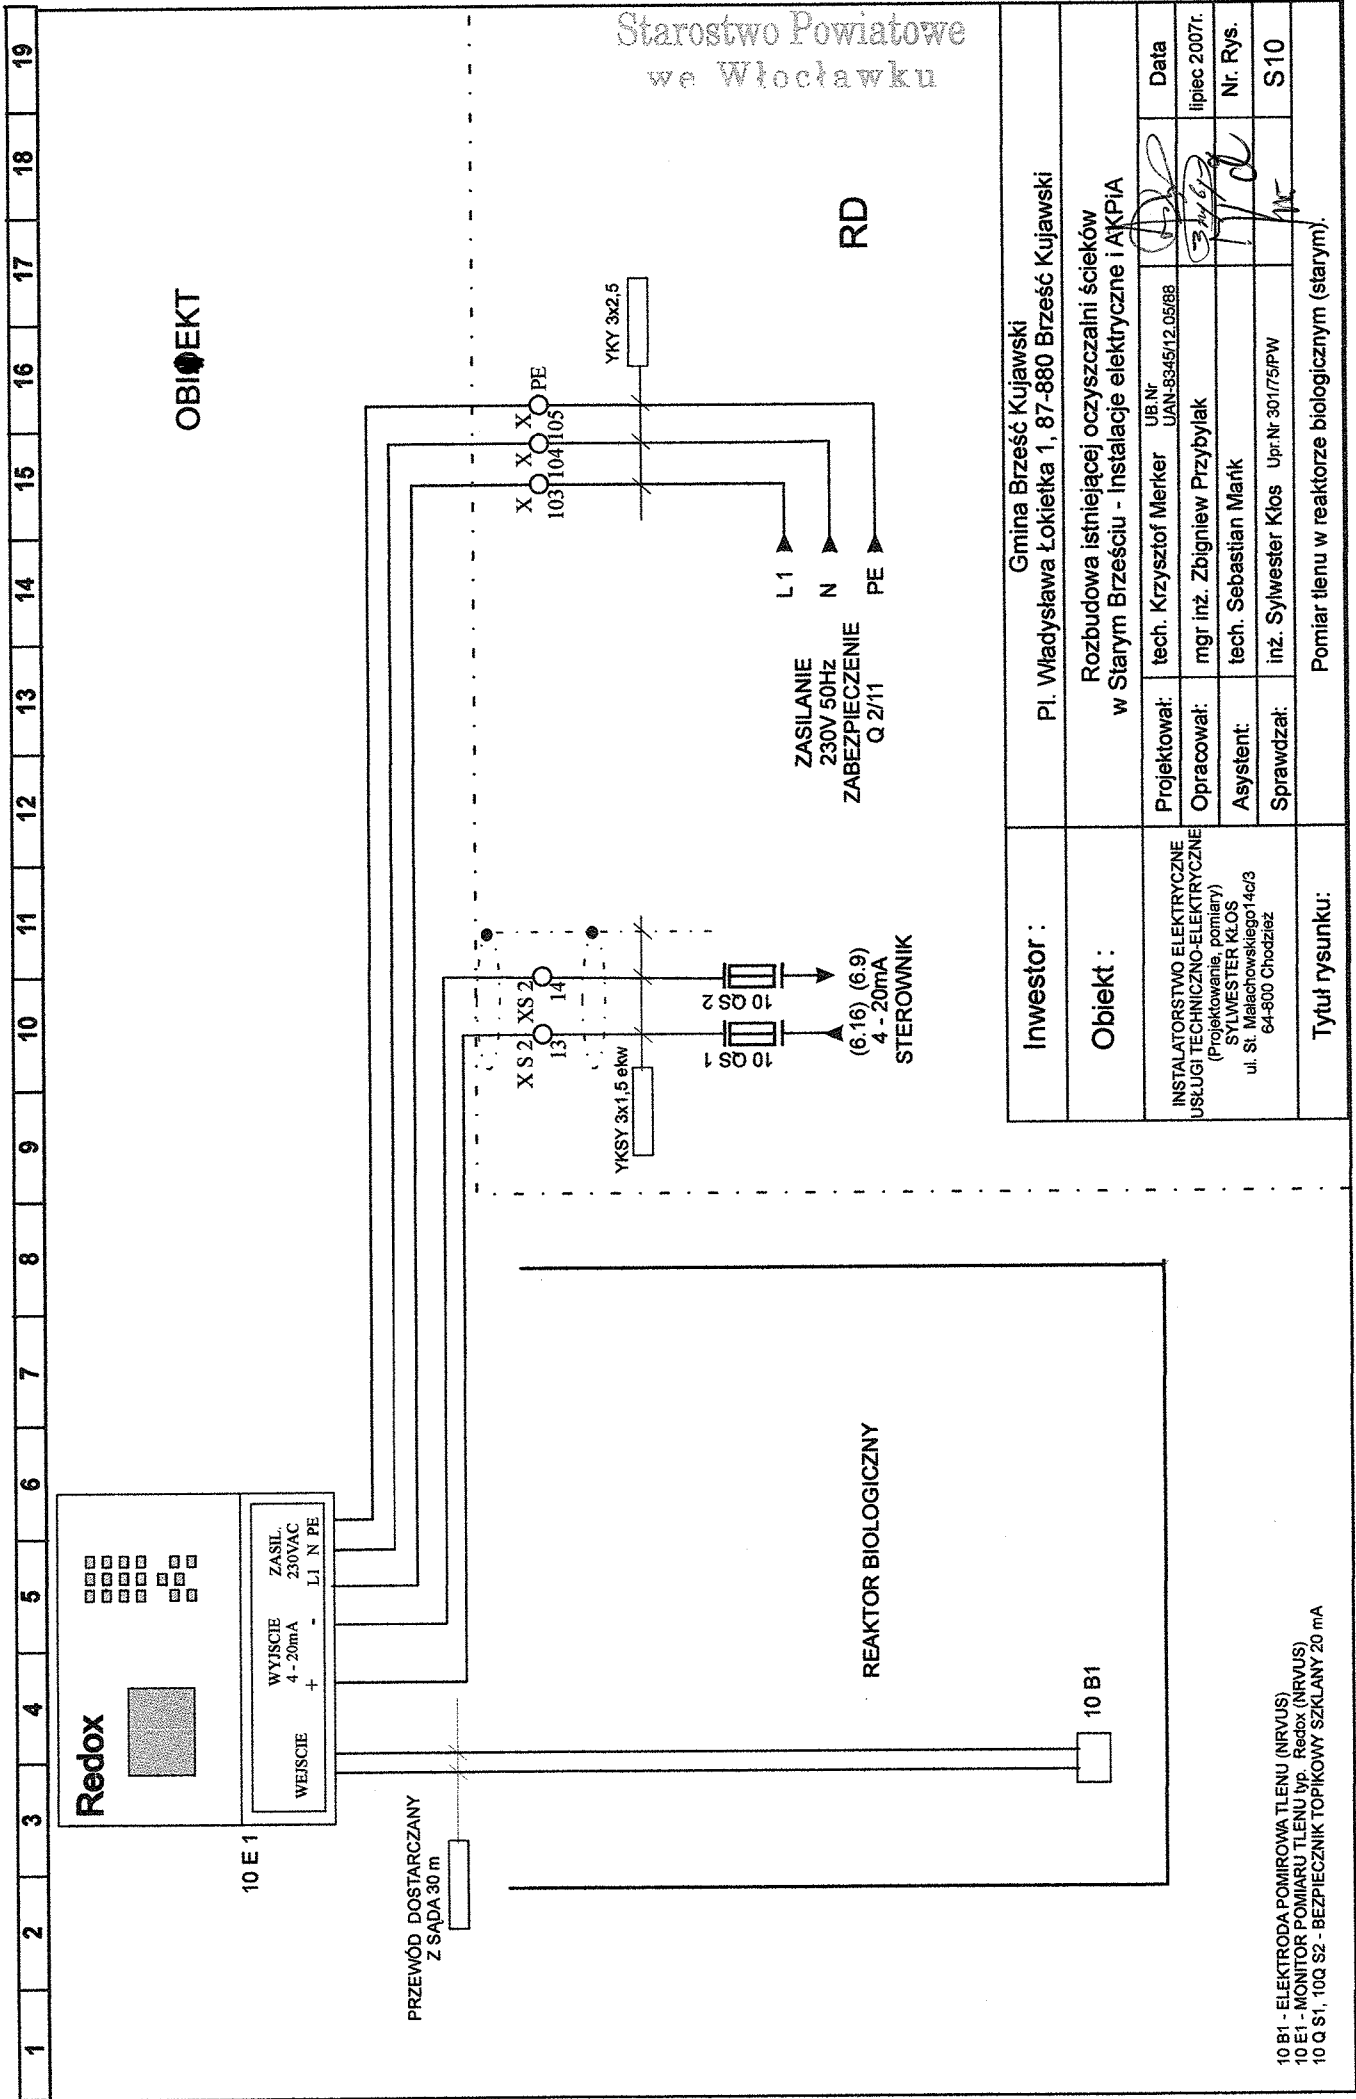 1 2 3 4 5 6 7 8 9 10 11 12 13 14 15 16 17 18 19
Starostwo Powiatowe
we Włocławku
OBIEKT
Redox
10 E 1
WEJSCIE
WYJSCIE
4 - 20mA
+ -
ZASIL.
230VAC
L1 N PE
PRZEWÓD DOSTARCZANY
Z SĄDA 30 m
10 B1
REAKTOR BIOLOGICZNY
X S 2 XS 2
13 14
YKSY 3x1,5 ekw
10 QS 1
10 QS 2
(6.16) (6.9)
4 - 20mA
STEROWNIK
X X X PE
103 104 105
YKY 3x2,5
L1
N
PE
ZASILANIE
230V 50Hz
ZABEZPIECZENIE
Q 2/11
RD
10 B1 - ELEKTRODA POMIROWA TLENU (NRVUS)
10 E1 - MONITOR POMIARU TLENU typ. Redox (NRVUS)
10 Q S1, 10Q S2 - BEZPIECZNIK TOPIKOWY SZKLANY 20 mA
Inwestor :
Gmina Brześć Kujawski
Pl. Władysława Łokietka 1, 87-880 Brześć Kujawski
Obiekt :
Rozbudowa istniejącej oczyszczalni ścieków
w Starym Brześciu - Instalacje elektryczne i AKPiA
INSTALATORSTWO ELEKTRYCZNE
USŁUGI TECHNICZNO-ELEKTRYCZNE
(Projektowanie, pomiary)
SYLWESTER KŁOS
ul. St. Małachowskiego14c/3
64-800 Chodzież
Projektował: tech. Krzysztof Merker UB.Nr UAN-8345/12.05/88 Data
Opracował: mgr inż. Zbigniew Przybylak lipiec 2007r.
Asystent: tech. Sebastian Mańk Nr. Rys.
Sprawdzał: inż. Sylwester Kłos Upr.Nr 301/75/PW S10
Tytuł rysunku:
Pomiar tlenu w reaktorze biologicznym (starym).